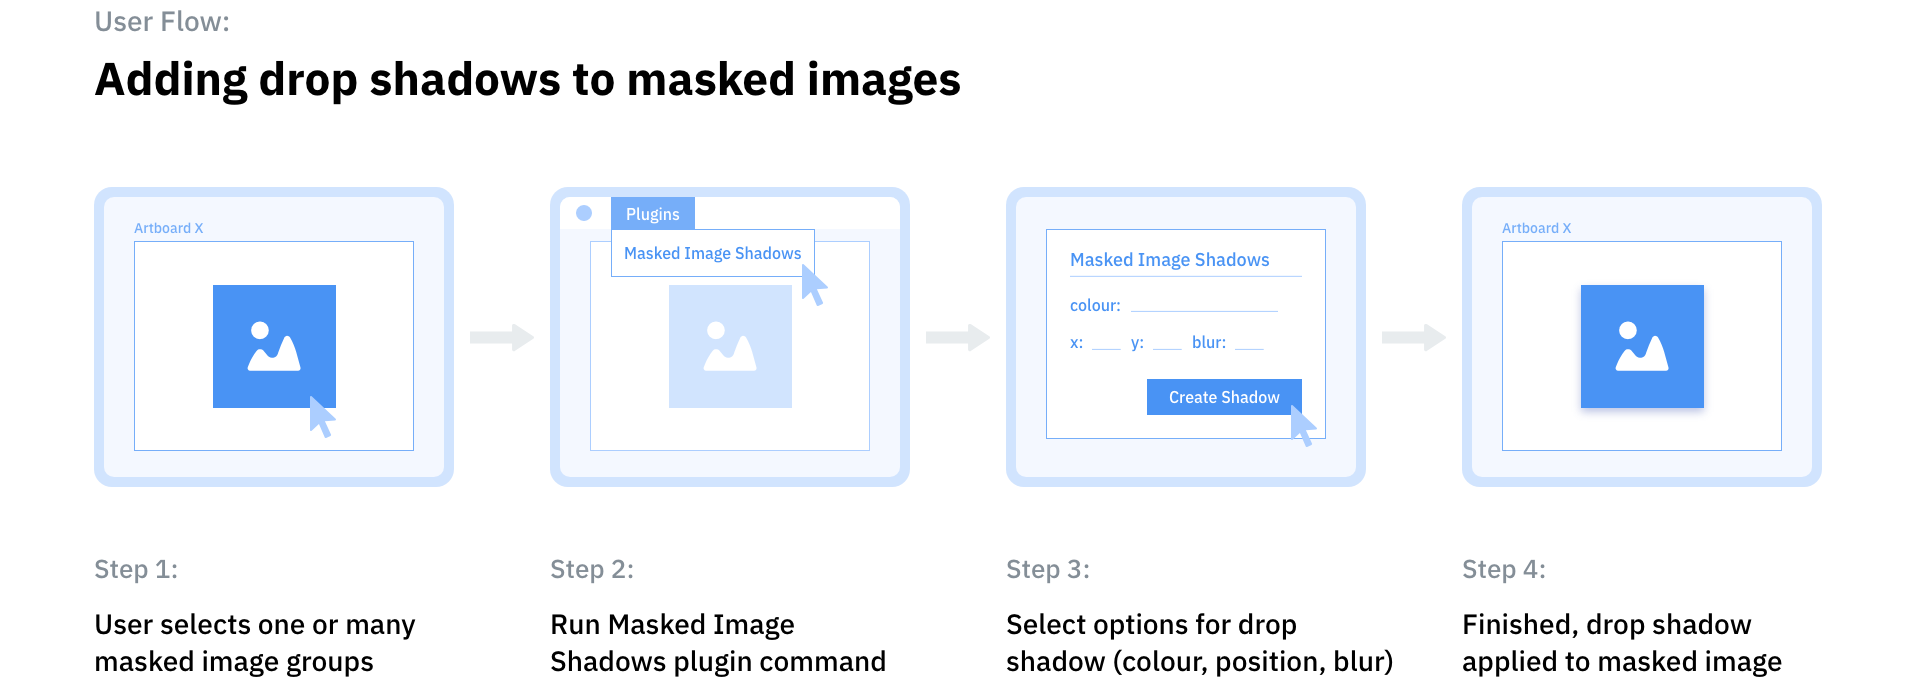 User Flow:
Adding drop shadows to masked images
Artboard X
Plugins
Masked Image Shadows
Masked Image Shadows
colour:
x: y: blur:
Create Shadow
Artboard X
Step 1:
User selects one or many
masked image groups
Step 2:
Run Masked Image
Shadows plugin command
Step 3:
Select options for drop
shadow (colour, position, blur)
Step 4:
Finished, drop shadow
applied to masked image